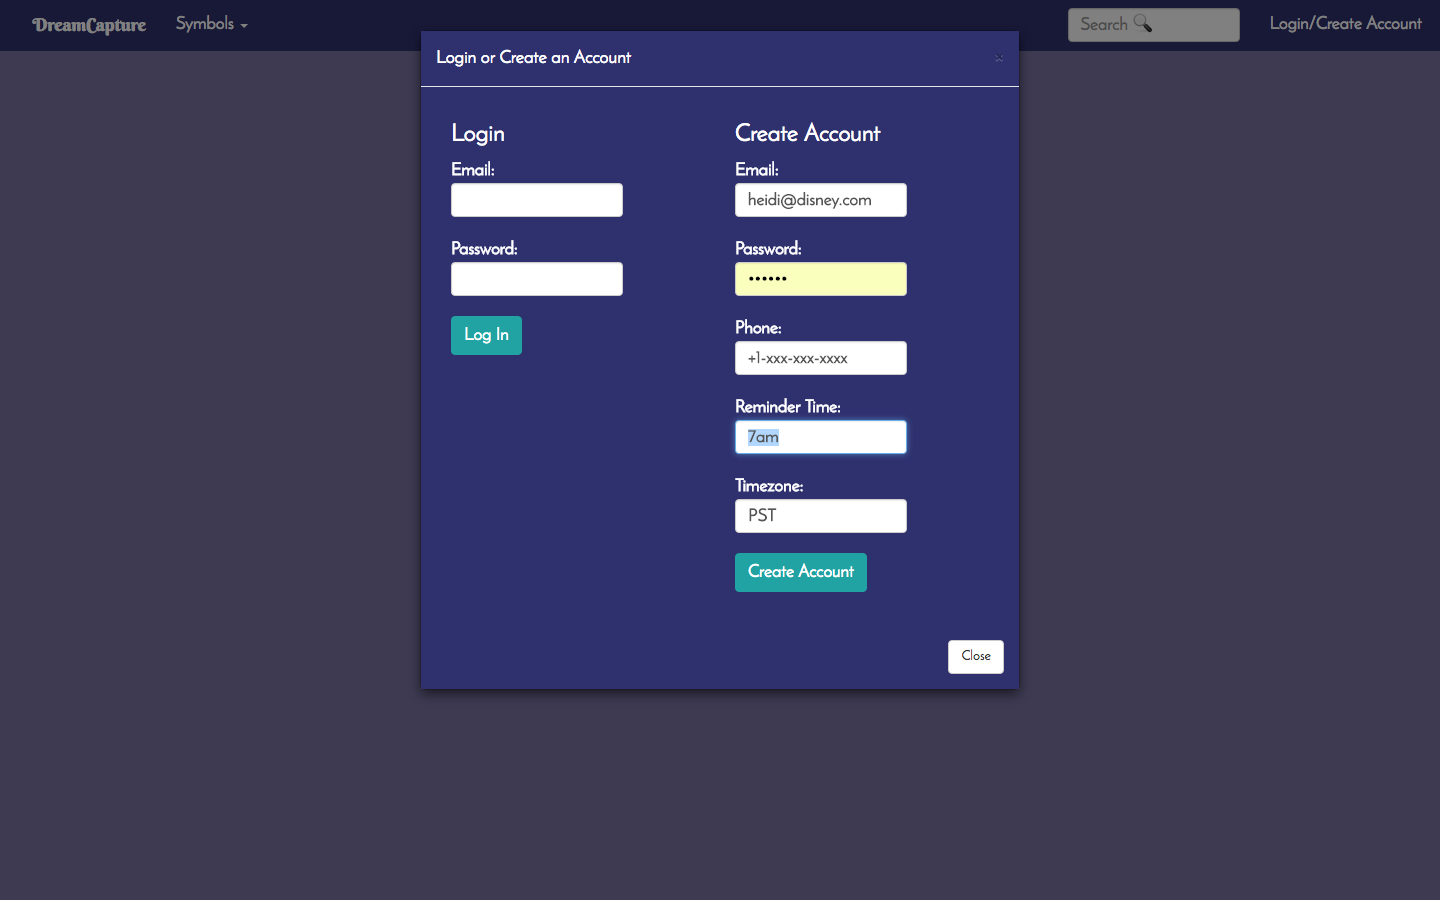 DreamCapture
Symbols
Search
Login/Create Account
Login or Create an Account
×
Login
Email:
Password:
Log In
Create Account
Email:
heidi@disney.com
Password:
••••••
Phone:
+1-xxx-xxx-xxxx
Reminder Time:
7am
Timezone:
PST
Create Account
Close